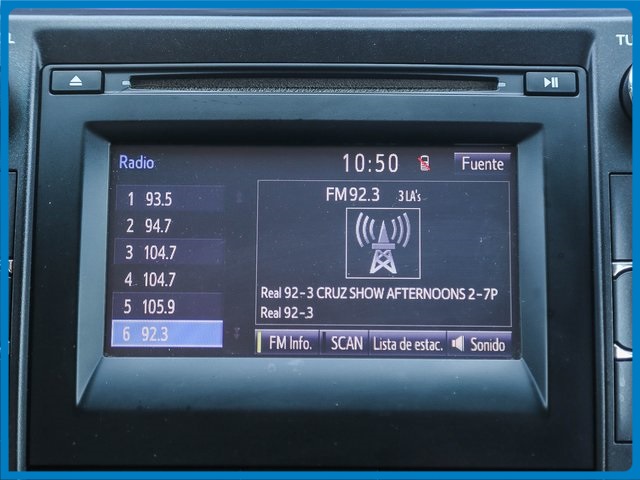 Radio
10:50
Fuente
1 93.5
2 94.7
3 104.7
4 104.7
5 105.9
6 92.3
FM 92.3 3 LA's
Real 92-3 CRUZ SHOW AFTERNOONS 2-7P
Real 92-3
FM Info.
SCAN
Lista de estac.
Sonido